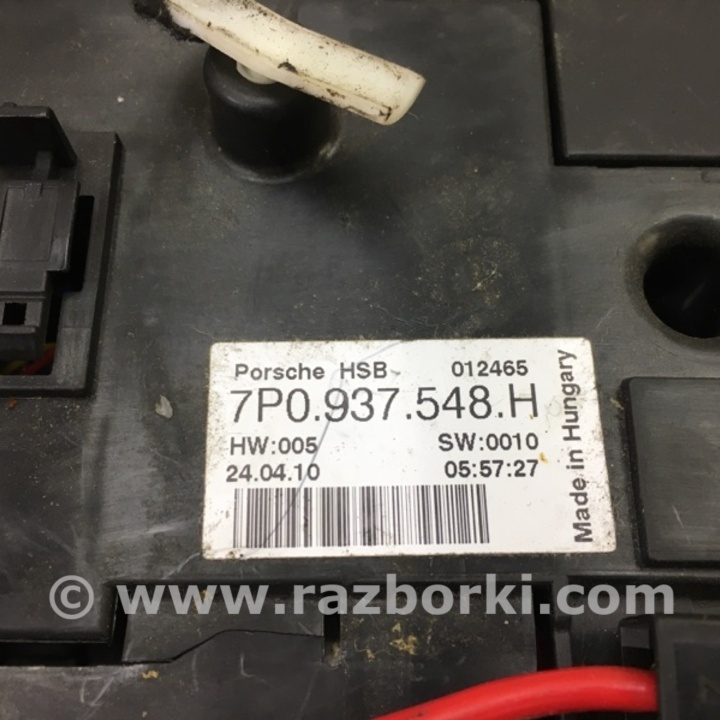 Porsche HSB 012465
7P0.937.548.H
HW:005 SW:0010
24.04.10 05:57:27
Made in Hungary
© www.razborki.com